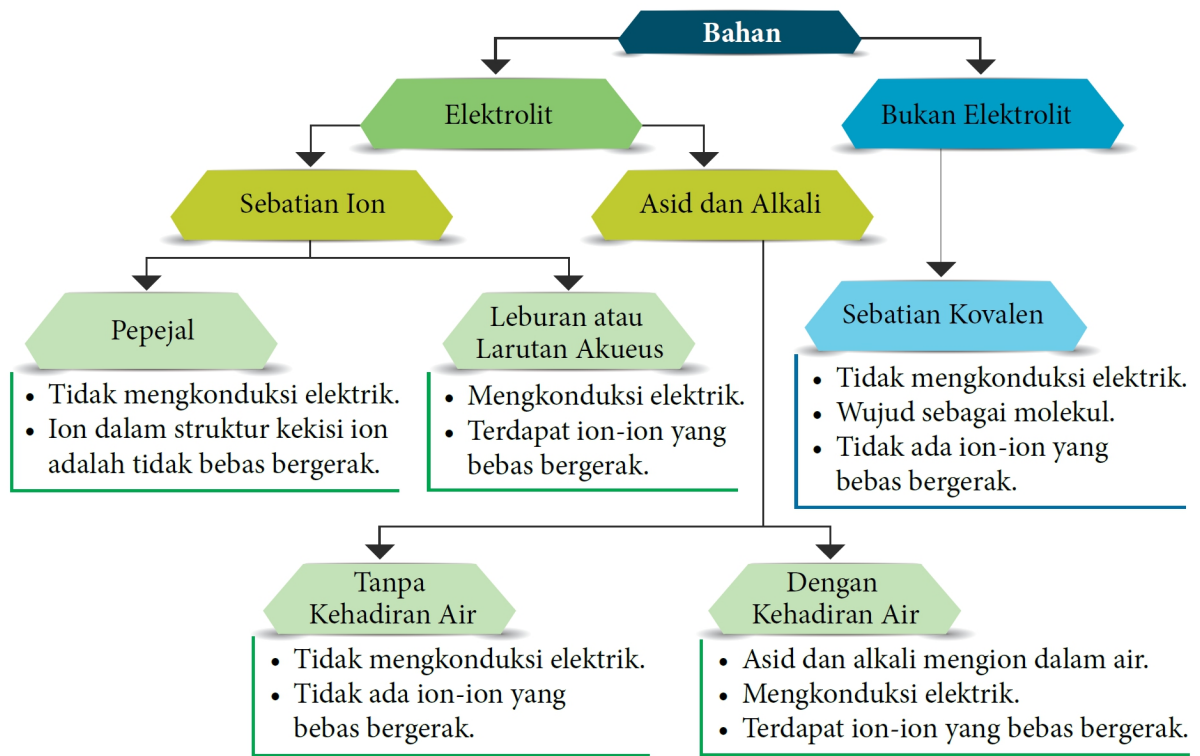 Bahan
Elektrolit
Bukan Elektrolit
Sebatian Ion
Asid dan Alkali
Pepejal
• Tidak mengkonduksi elektrik.
• Ion dalam struktur kekisi ion
adalah tidak bebas bergerak.
Leburan atau
Larutan Akueus
• Mengkonduksi elektrik.
• Terdapat ion-ion yang
bebas bergerak.
Sebatian Kovalen
• Tidak mengkonduksi elektrik.
• Wujud sebagai molekul.
• Tidak ada ion-ion yang
bebas bergerak.
Tanpa
Kehadiran Air
• Tidak mengkonduksi elektrik.
• Tidak ada ion-ion yang
bebas bergerak.
Dengan
Kehadiran Air
• Asid dan alkali mengion dalam air.
• Mengkonduksi elektrik.
• Terdapat ion-ion yang bebas bergerak.